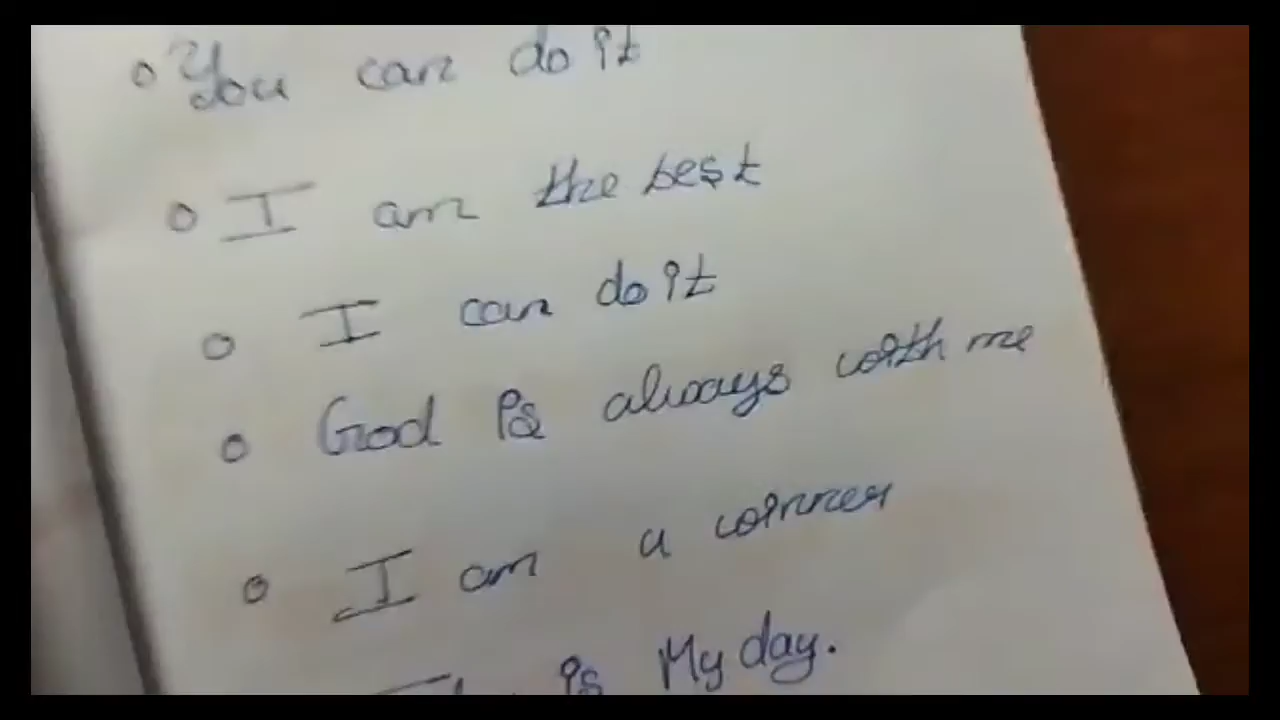 You can do it
I am the best
I can do it
God is always with me
I am a winner
is My day.